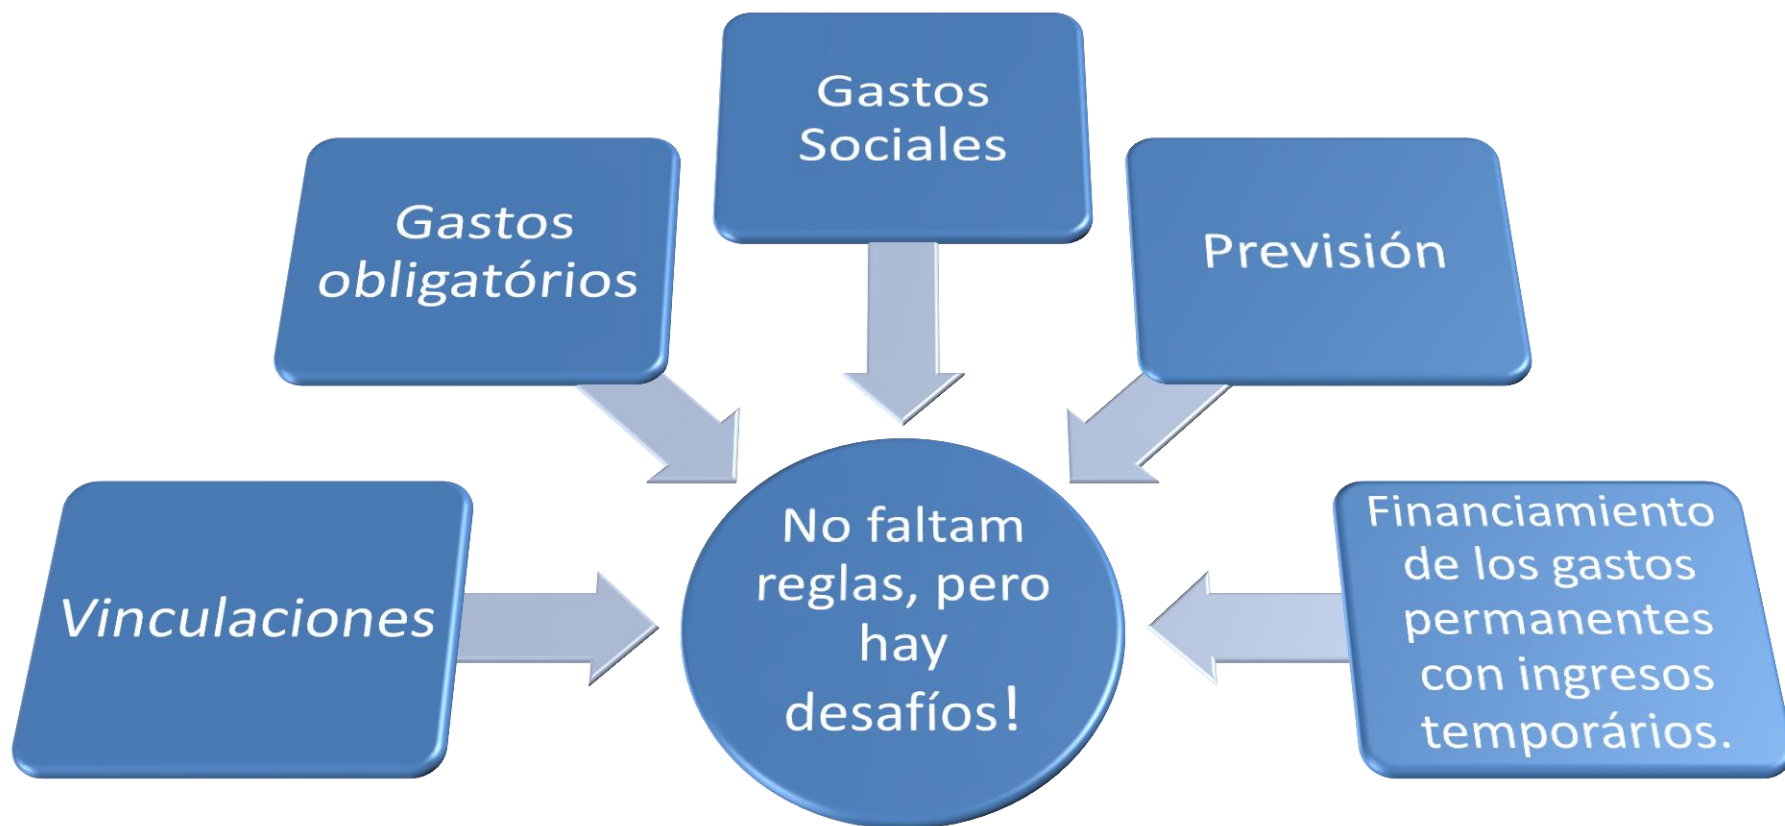 Gastos
Sociales
Gastos
obligatórios
Previsión
Vinculaciones
No faltam
reglas, pero
hay
desafíos!
Financiamiento
de los gastos
permanentes
con ingresos
temporários.